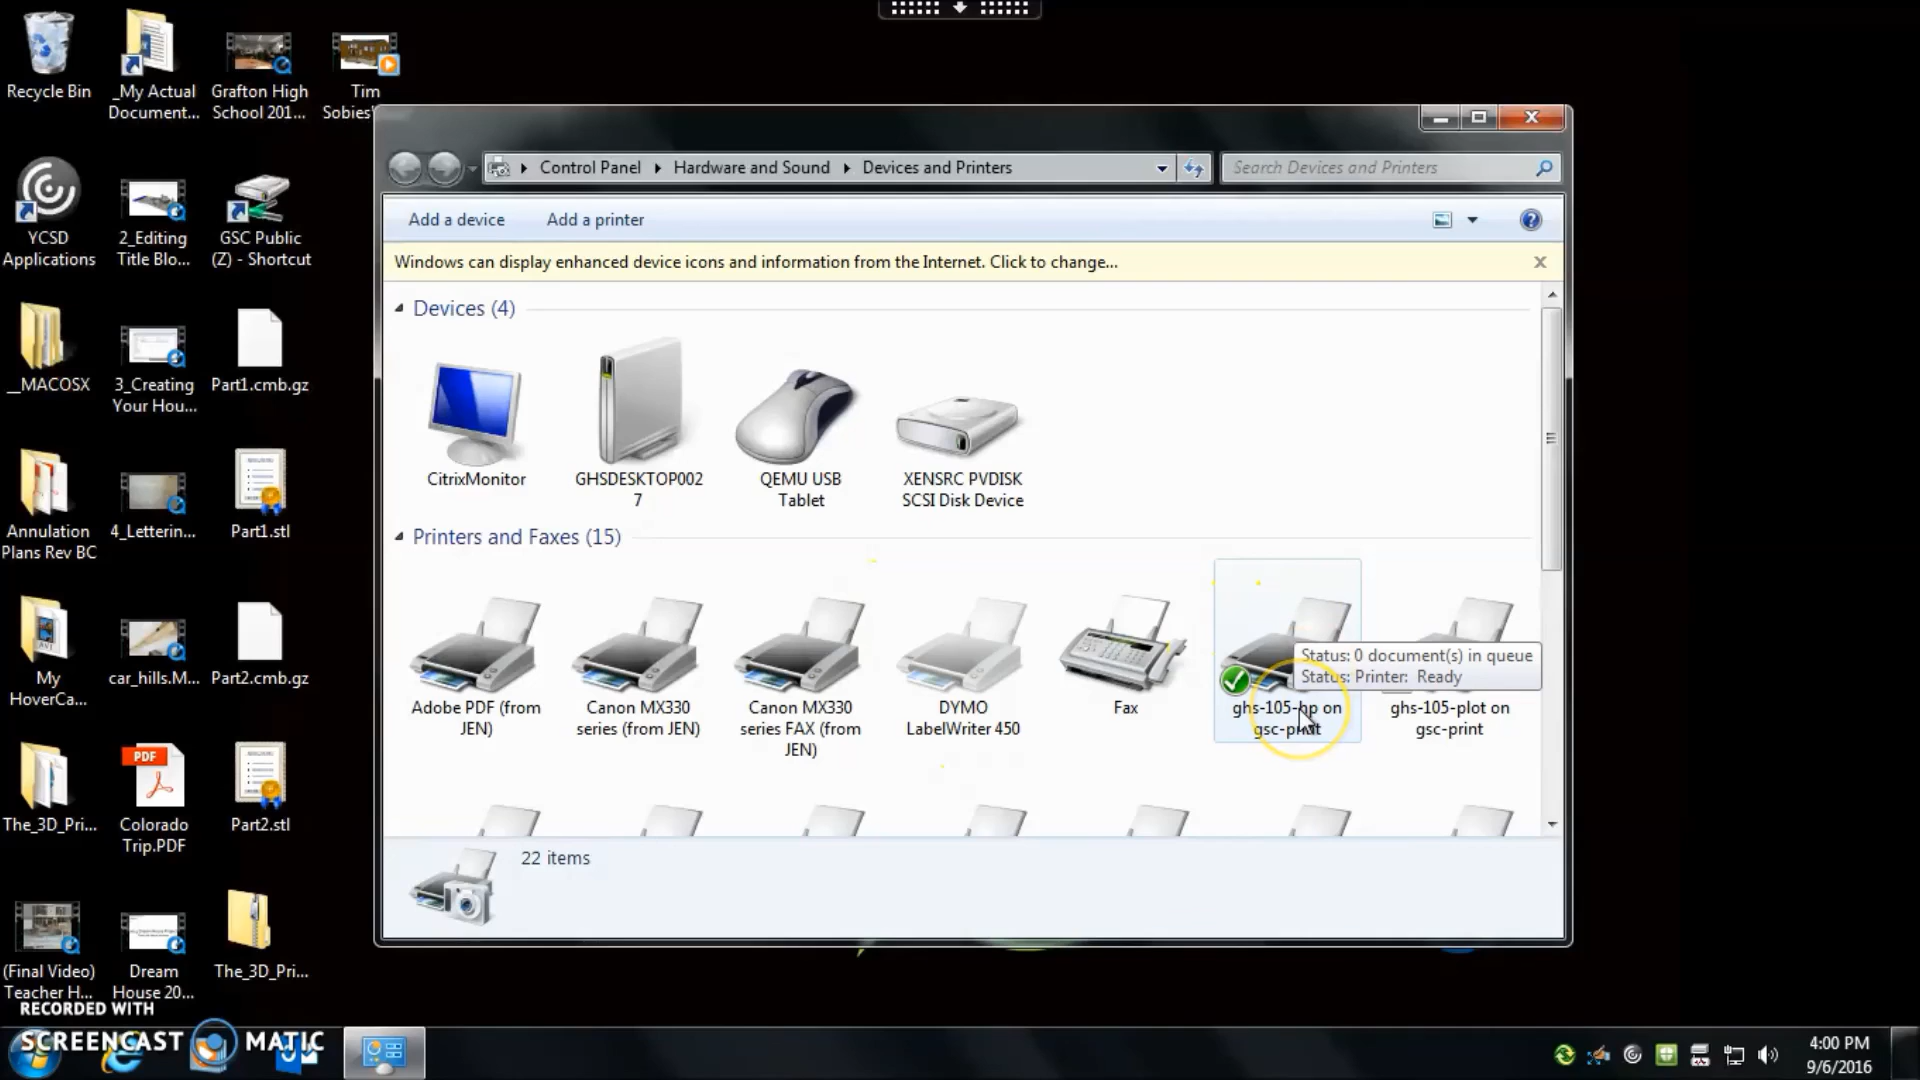 Recycle Bin
_My Actual
Document...
Grafton High
School 201...
Tim
Sobies'
YCSD
Applications
2_Editing
Title Blo...
GSC Public
(Z) - Shortcut
__MACOSX
3_Creating
Your Hou...
Part1.cmb.gz
Annulation
Plans Rev BC
4_Letterin...
Part1.stl
My
HoverCa...
car_hills.M...
Part2.cmb.gz
The_3D_Pri...
PDF
Colorado
Trip.PDF
Part2.stl
(Final Video)
Teacher H...
Dream
House 20...
The_3D_Pri...
Control Panel
Hardware and Sound
Devices and Printers
Search Devices and Printers
Add a device
Add a printer
Windows can display enhanced device icons and information from the Internet. Click to change...
Devices (4)
CitrixMonitor
GHSDESKTOP002
7
QEMU USB
Tablet
XENSRC PVDISK
SCSI Disk Device
Printers and Faxes (15)
Adobe PDF (from
JEN)
Canon MX330
series (from JEN)
Canon MX330
series FAX (from
JEN)
DYMO
LabelWriter 450
Fax
ghs-105-hp on
gsc-print
Status: 0 document(s) in queue
Status: Printer: Ready
ghs-105-plot on
gsc-print
22 items
RECORDED WITH
SCREENCAST MATIC
4:00 PM
9/6/2016